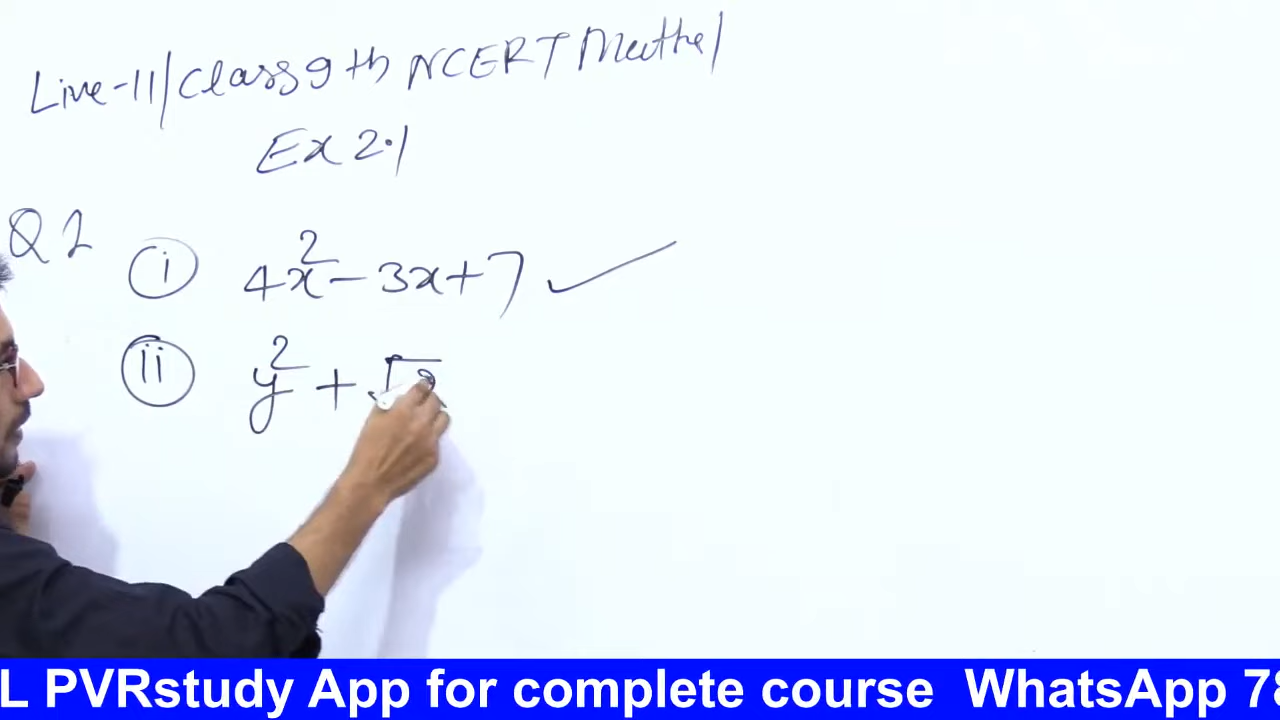 Live-11/Class 9th NCERT Maths/
Ex 2.1
Q 1
(i) 4x² - 3x + 7 ✓
(ii) y² + √2
L PVRstudy App for complete course WhatsApp 78